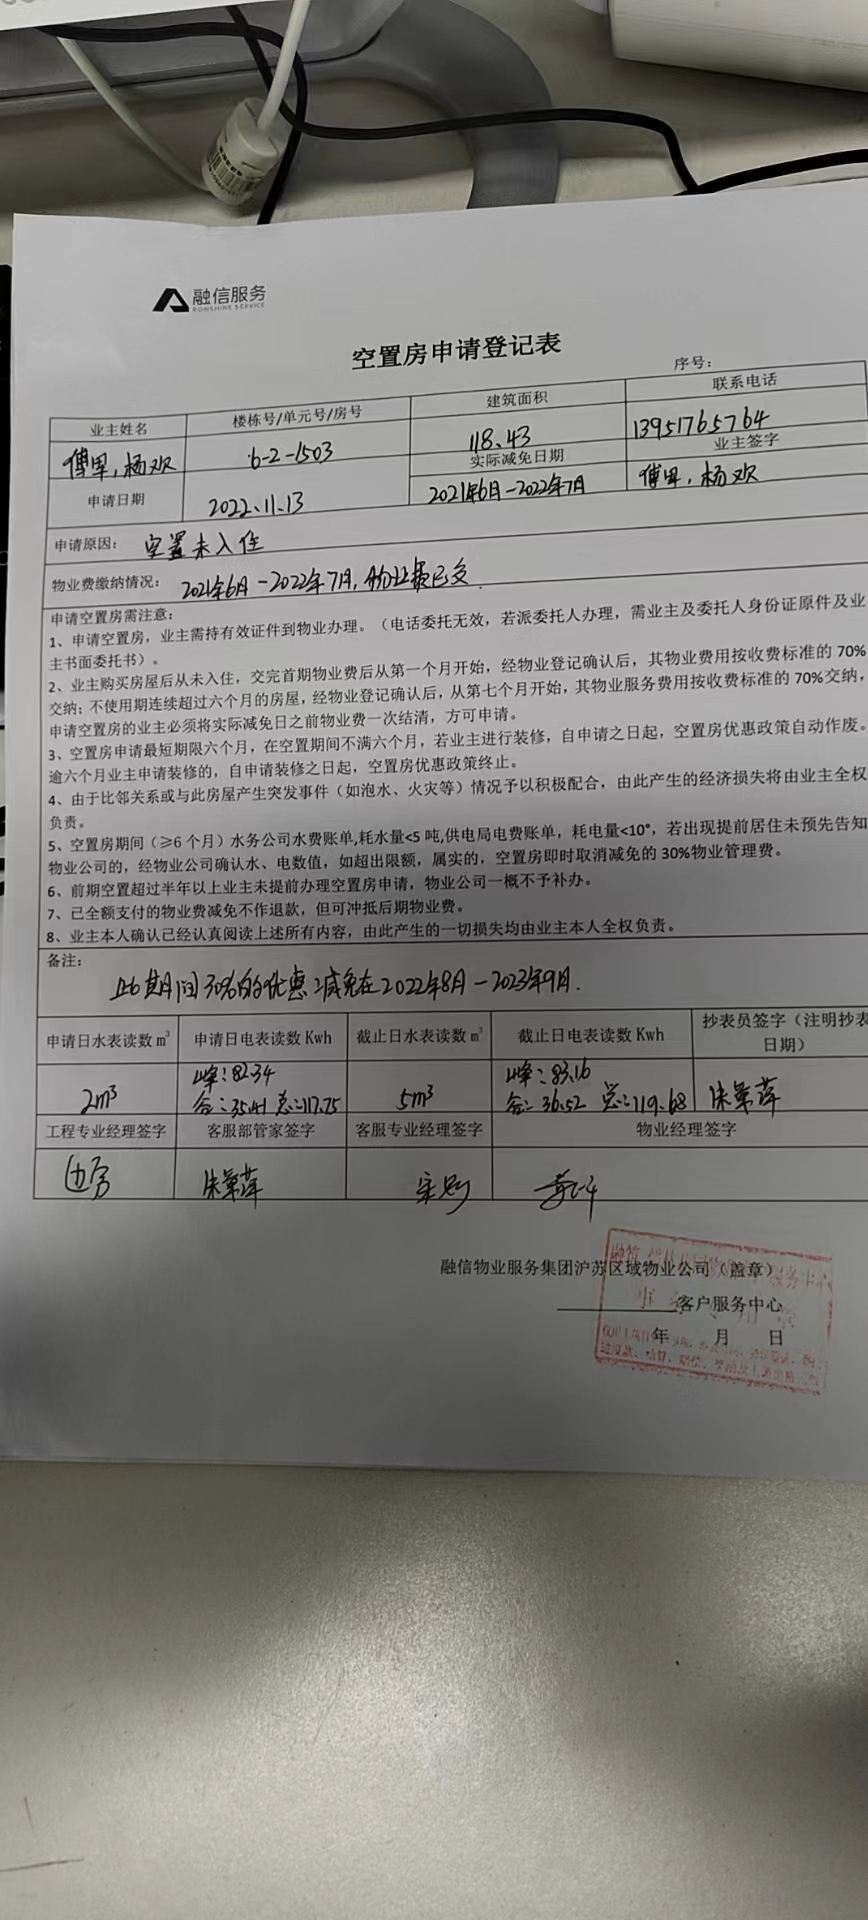 融信服务
RONSHINE SERVICE
空置房申请登记表
序号：
业主姓名 楼栋号/单元号/房号 建筑面积 联系电话
杨欢 6-2-1503 118.43 13951765764
申请日期 2022.11.13 实际减免日期 业主签字
2021年6月-2022年7月 杨欢
申请原因： 空置未入住
物业费缴纳情况： 2021年6月-2022年7月，物业费已交.
申请空置房需注意：
1、申请空置房，业主需持有效证件到物业办理。（电话委托无效，若派委托人办理，需业主及委托人身份证原件及业
主书面委托书）。
2、业主购买房屋后从未入住，交完首期物业费后从第一个月开始，经物业登记确认后，其物业费用按收费标准的 70%
交纳；不使用期连续超过六个月的房屋，经物业登记确认后，从第七个月开始，其物业服务费用按收费标准的 70%交纳，
申请空置房的业主必须将实际减免日之前物业费一次结清，方可申请。
3、空置房申请最短期限六个月，在空置期间不满六个月，若业主进行装修，自申请之日起，空置房优惠政策自动作废。
逾六个月业主申请装修的，自申请装修之日起，空置房优惠政策终止。
4、由于比邻关系或与此房屋产生突发事件（如泡水、火灾等）情况予以积极配合，由此产生的经济损失将由业主全权
负责。
5、空置房期间（≥6 个月）水务公司水费账单,耗水量<5 吨,供电局电费账单，耗电量<10°，若出现提前居住未预先告知
物业公司的，经物业公司确认水、电数值，如超出限额，属实的，空置房即时取消减免的 30%物业管理费。
6、前期空置超过半年以上业主未提前办理空置房申请，物业公司一概不予补办。
7、已全额支付的物业费减免不作退款，但可冲抵后期物业费。
8、业主本人确认已经认真阅读上述所有内容，由此产生的一切损失均由业主本人全权负责。
备注：
此期间30%的优惠减免在2022年8月-2023年9月.
申请日水表读数 m³ 申请日电表读数 Kwh 截止日水表读数 m³ 截止日电表读数 Kwh 抄表员签字（注明抄表
日期）
2m³ 峰：82.34 5m³ 峰：83.16
谷：35.41 总：117.75 谷：36.52 总：119.68
工程专业经理签字 客服部管家签字 客服专业经理签字 物业经理签字
融信物业服务集团沪苏区域物业公司（盖章）
客户服务中心
年 月 日